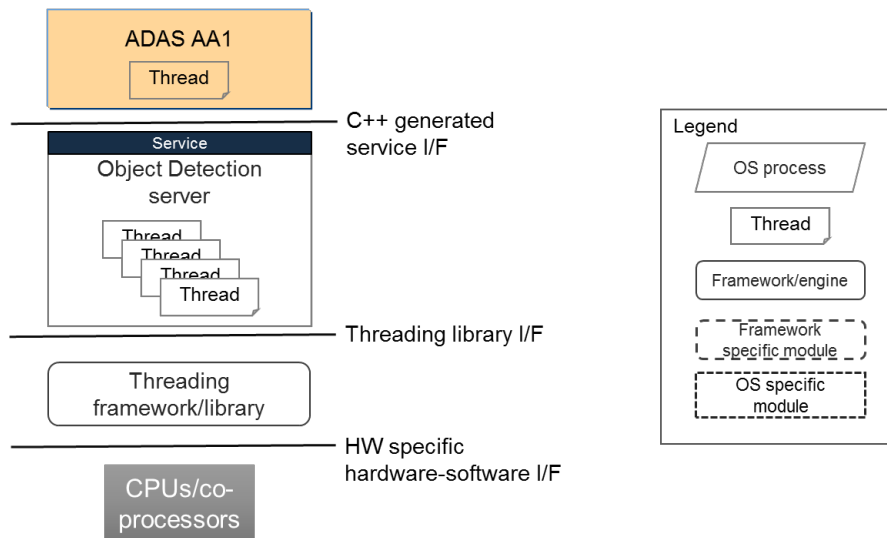 ADAS AA1
Thread
C++ generated
service I/F
Service
Object Detection
server
Thread
Thread
Thread
Thread
Threading library I/F
Threading
framework/library
HW specific
hardware-software I/F
CPUs/co-
processors
Legend
OS process
Thread
Framework/engine
Framework
specific module
OS specific
module